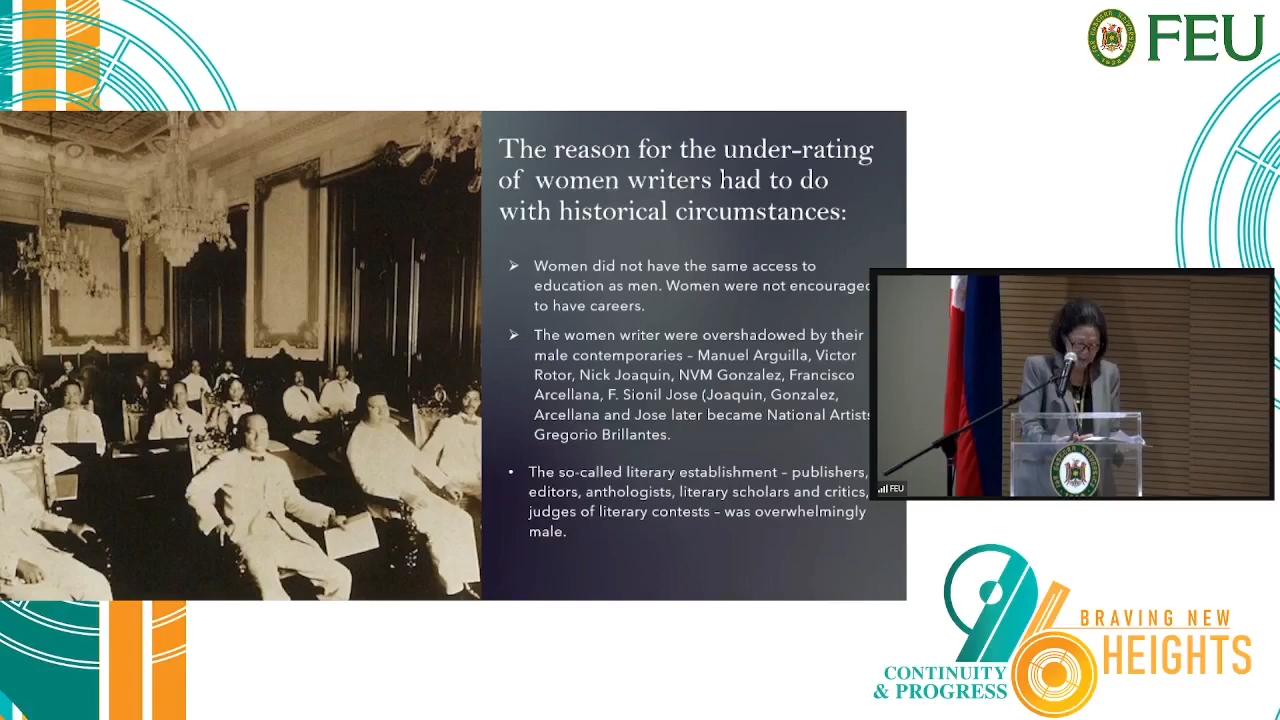 FEU
The reason for the under-rating
of women writers had to do
with historical circumstances:
Women did not have the same access to
education as men. Women were not encouraged
to have careers.
The women writer were overshadowed by their
male contemporaries – Manuel Arguilla, Victor
Rotor, Nick Joaquin, NVM Gonzalez, Francisco
Arcellana, F. Sionil Jose (Joaquin, Gonzalez,
Arcellana and Jose later became National Artists
Gregorio Brillantes.
The so-called literary establishment – publishers,
editors, anthologists, literary scholars and critics,
judges of literary contests – was overwhelmingly
male.
FEU
96
BRAVING NEW
HEIGHTS
CONTINUITY
& PROGRESS